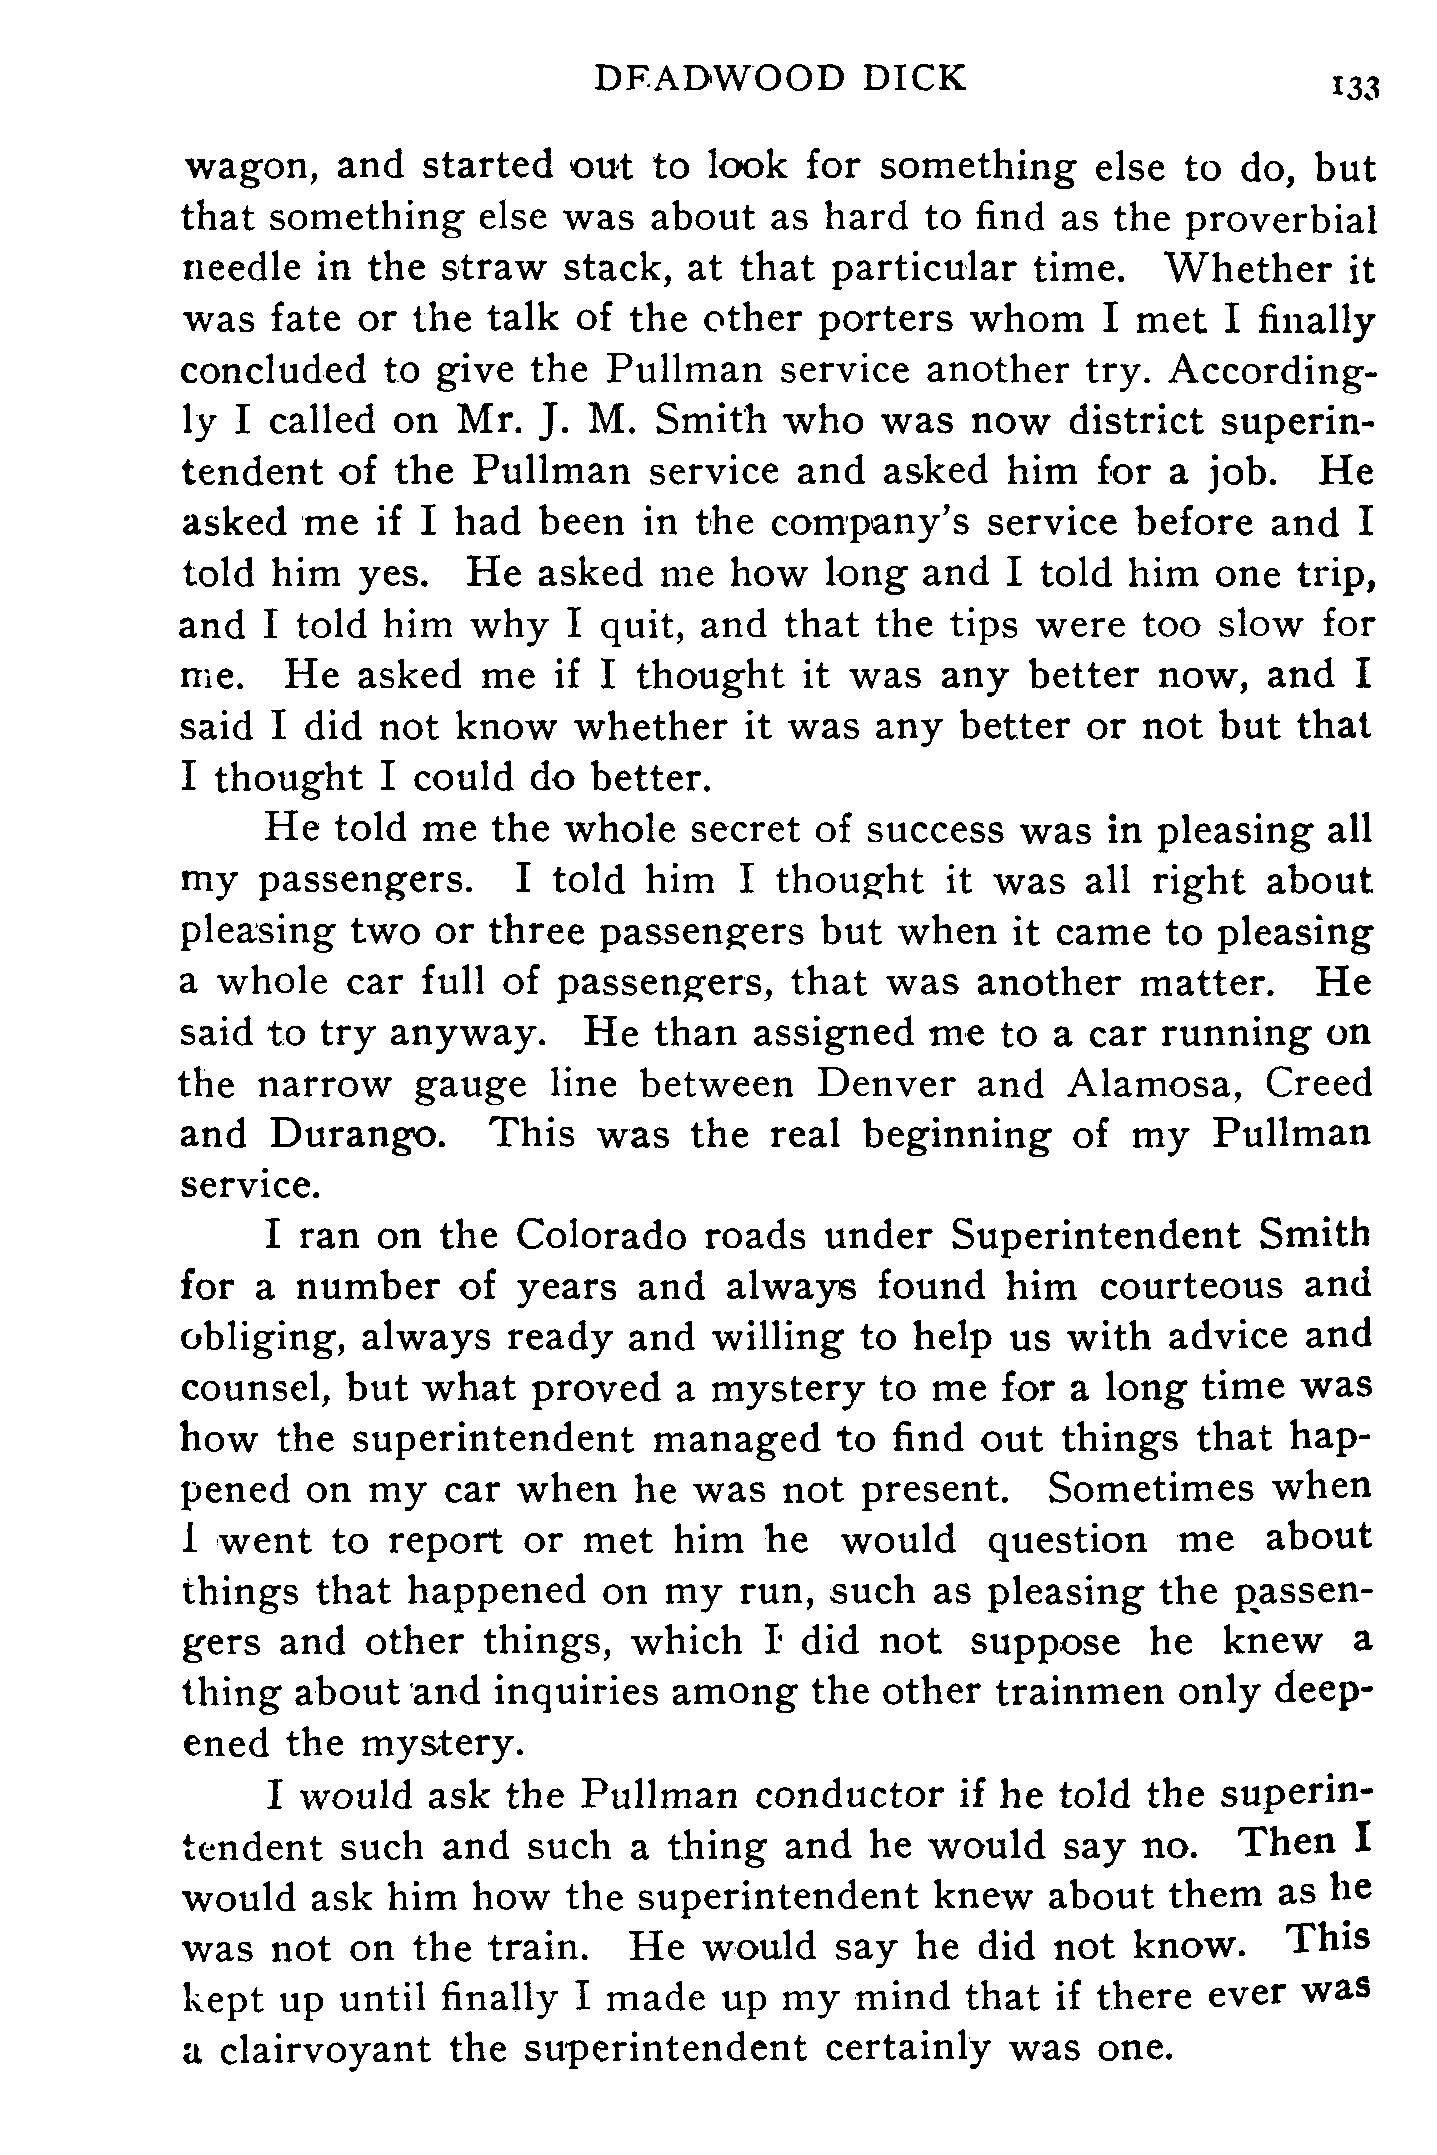 DEADWOOD DICK 133
wagon, and started out to look for something else to do, but
that something else was about as hard to find as the proverbial
needle in the straw stack, at that particular time. Whether it
was fate or the talk of the other porters whom I met I finally
concluded to give the Pullman service another try. According-
ly I called on Mr. J. M. Smith who was now district superin-
tendent of the Pullman service and asked him for a job. He
asked me if I had been in the company's service before and I
told him yes. He asked me how long and I told him one trip,
and I told him why I quit, and that the tips were too slow for
me. He asked me if I thought it was any better now, and I
said I did not know whether it was any better or not but that
I thought I could do better.
He told me the whole secret of success was in pleasing all
my passengers. I told him I thought it was all right about
pleasing two or three passengers but when it came to pleasing
a whole car full of passengers, that was another matter. He
said to try anyway. He than assigned me to a car running on
the narrow gauge line between Denver and Alamosa, Creed
and Durango. This was the real beginning of my Pullman
service.
I ran on the Colorado roads under Superintendent Smith
for a number of years and always found him courteous and
obliging, always ready and willing to help us with advice and
counsel, but what proved a mystery to me for a long time was
how the superintendent managed to find out things that hap-
pened on my car when he was not present. Sometimes when
I went to report or met him he would question me about
things that happened on my run, such as pleasing the passen-
gers and other things, which I did not suppose he knew a
thing about and inquiries among the other trainmen only deep-
ened the mystery.
I would ask the Pullman conductor if he told the superin-
tendent such and such a thing and he would say no. Then I
would ask him how the superintendent knew about them as he
was not on the train. He would say he did not know. This
kept up until finally I made up my mind that if there ever was
a clairvoyant the superintendent certainly was one.